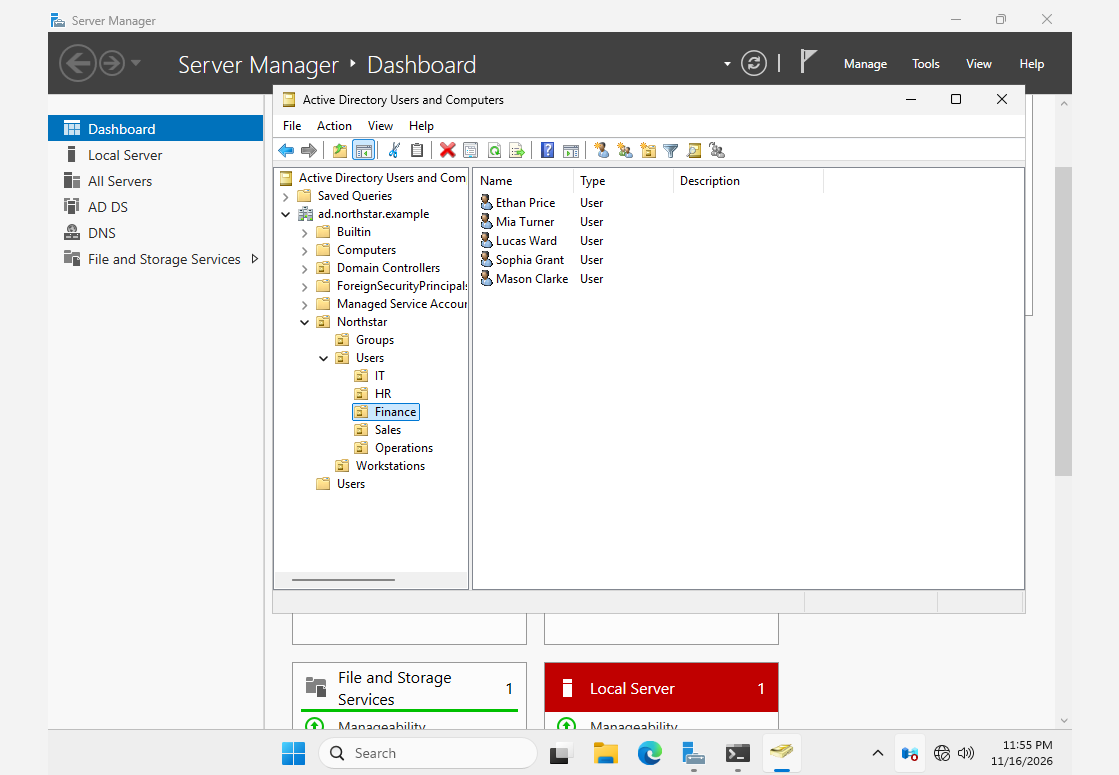 Server Manager
Server Manager Dashboard
Manage Tools View Help
Active Directory Users and Computers
File Action View Help
Dashboard
Local Server
All Servers
AD DS
DNS
File and Storage Services
Active Directory Users and Com
Saved Queries
ad.northstar.example
Builtin
Computers
Domain Controllers
ForeignSecurityPrincipals
Managed Service Accour
Northstar
Groups
Users
IT
HR
Finance
Sales
Operations
Workstations
Users
Name Type Description
Ethan Price User
Mia Turner User
Lucas Ward User
Sophia Grant User
Mason Clarke User
File and Storage
Services
1
Manageability
Local Server 1
Manageability
Search
11:55 PM
11/16/2026